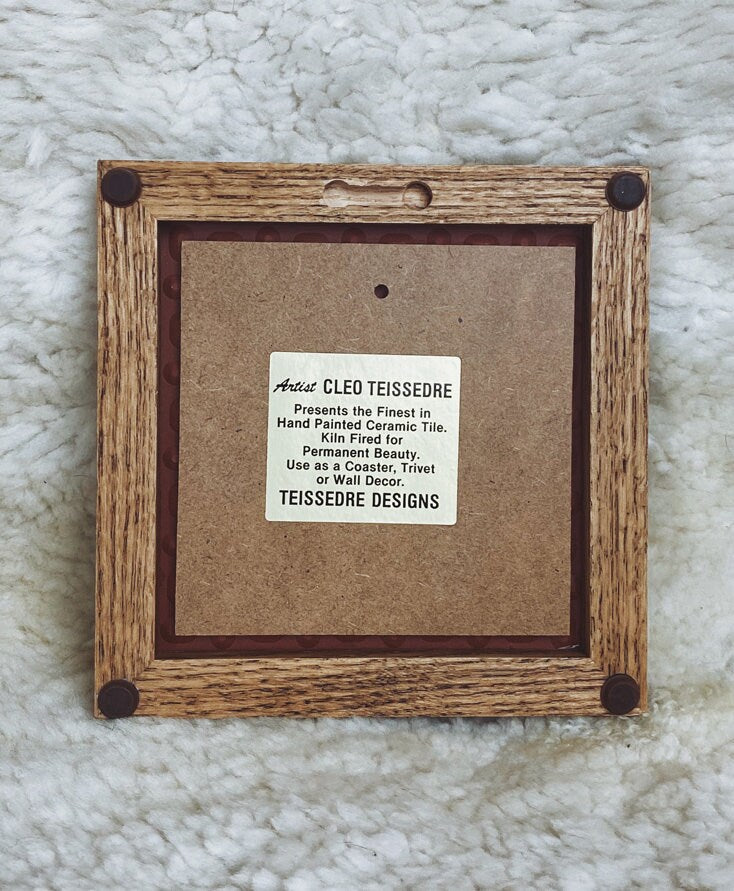 Artist CLEO TEISSEDRE
Presents the Finest in
Hand Painted Ceramic Tile.
Kiln Fired for
Permanent Beauty.
Use as a Coaster, Trivet
or Wall Decor.
TEISSEDRE DESIGNS